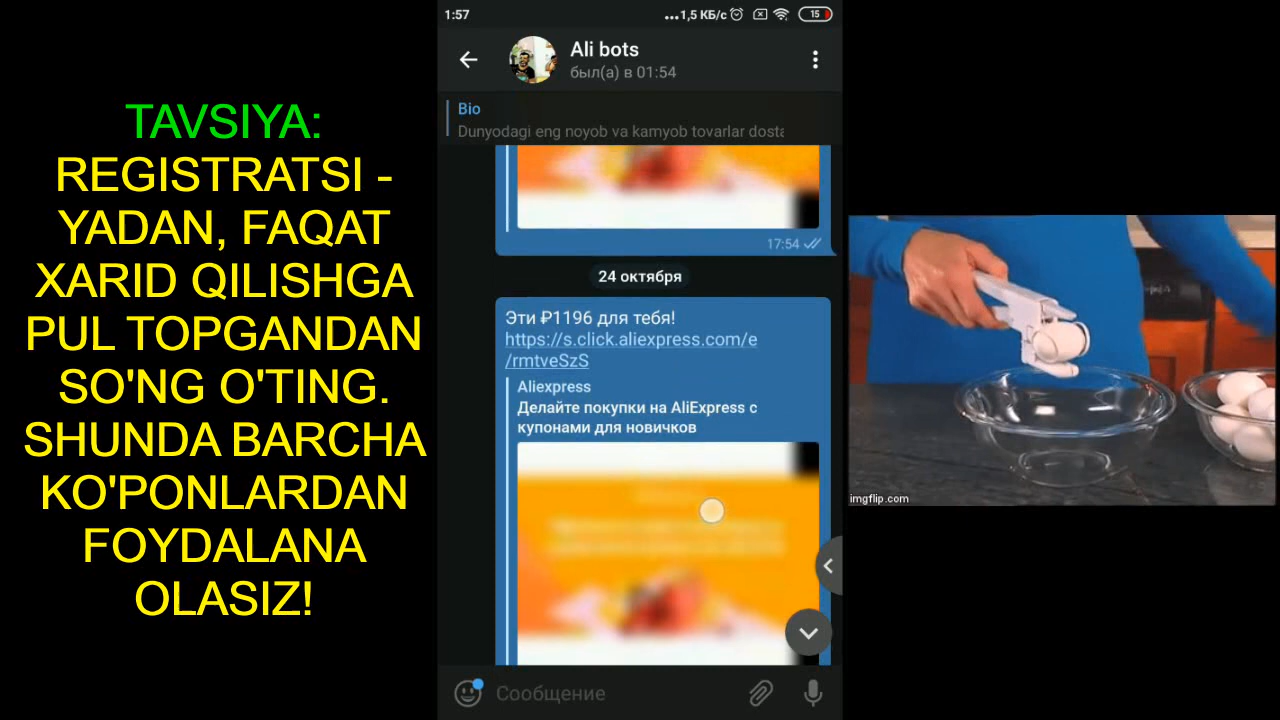 TAVSIYA:
REGISTRATSI -
YADAN, FAQAT
XARID QILISHGA
PUL TOPGANDAN
SO'NG O'TING.
SHUNDA BARCHA
KO'PONLARDAN
FOYDALANA
OLASIZ!
1:57
...1,5 КБ/с
15
Ali bots
был(а) в 01:54
Bio
Dunyodagi eng noyob va kamyob tovarlar
17:54
24 октября
Эти ₽1196 для тебя!
https://s.click.aliexpress.com/e
/rmtveSzS
Aliexpress
Делайте покупки на AliExpress с
купонами для новичков
Сообщение
imgflip.com